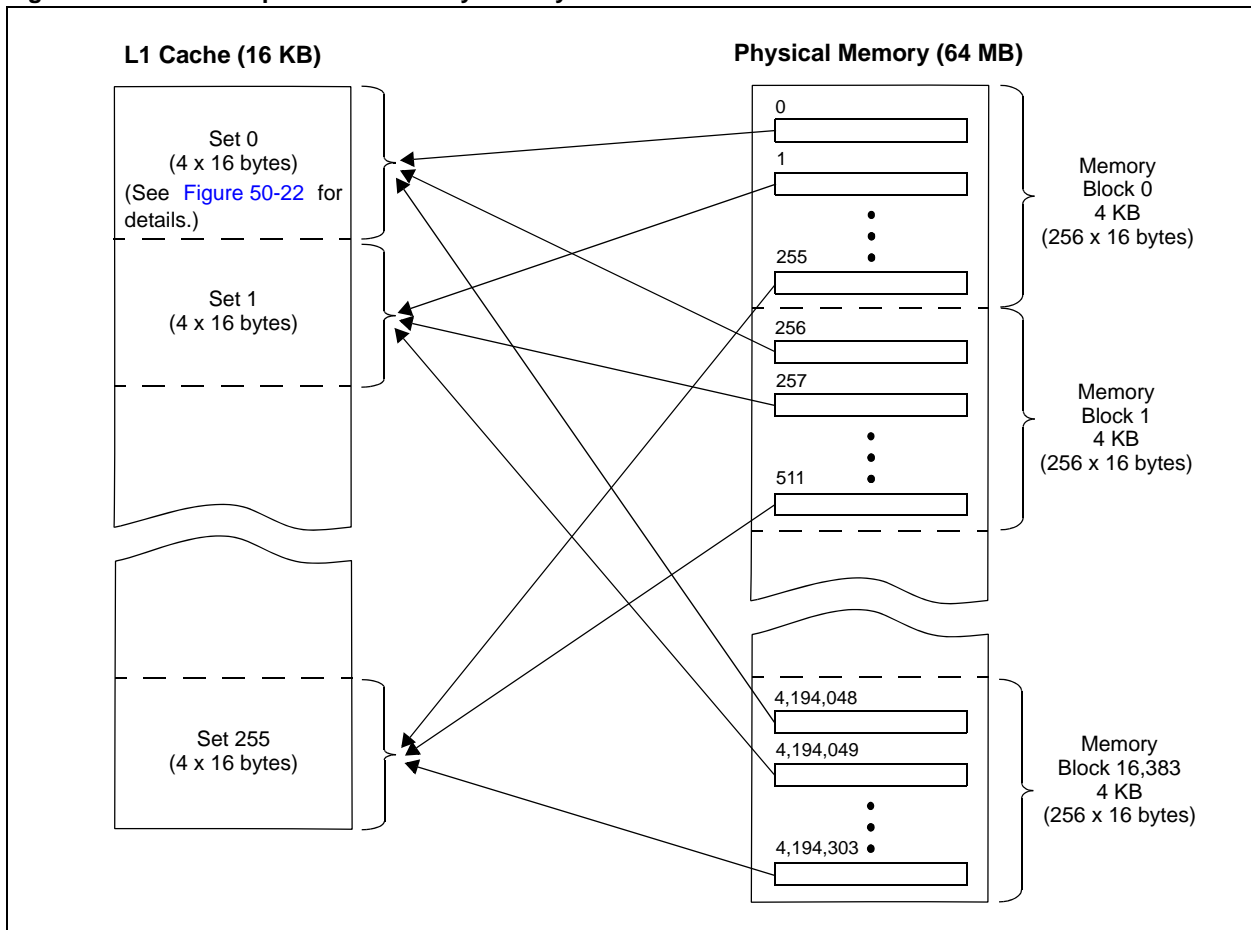 L1 Cache (16 KB)
Physical Memory (64 MB)
Set 0
(4 x 16 bytes)
(See Figure 50-22 for
details.)
Set 1
(4 x 16 bytes)
Set 255
(4 x 16 bytes)
0
1
255
256
257
511
4,194,048
4,194,049
4,194,303
Memory
Block 0
4 KB
(256 x 16 bytes)
Memory
Block 1
4 KB
(256 x 16 bytes)
Memory
Block 16,383
4 KB
(256 x 16 bytes)